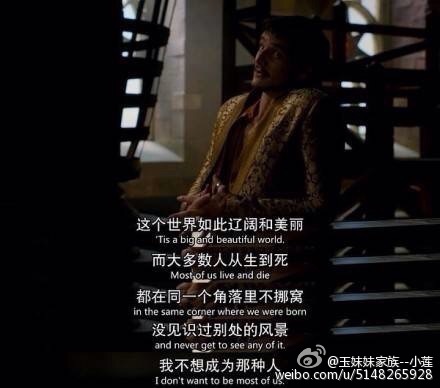 这个世界如此辽阔和美丽
'Tis a big and beautiful world.
而大多数人从生到死
Most of us live and die
都在同一个角落里不挪窝
in the same corner where we were born
没见识过别处的风景
and never get to see any of it.
我不想成为那种人
I don't want to be most of us.
@玉妹妹家族--小莲
weibo.com/u/5148265928